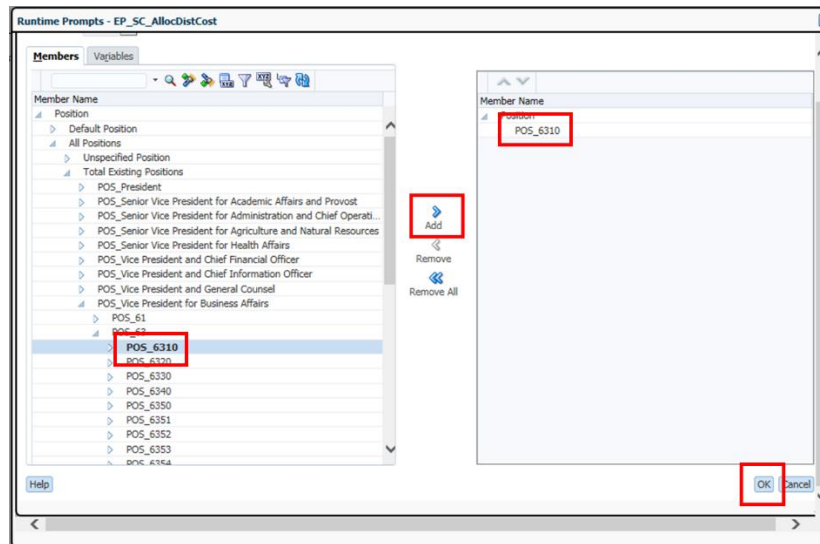 Runtime Prompts - EP_SC_AllocDistCost
Members Variables
Member Name
Position
Default Position
All Positions
Unspecified Position
Total Existing Positions
POS_President
POS_Senior Vice President for Academic Affairs and Provost
POS_Senior Vice President for Administration and Chief Operati...
POS_Senior Vice President for Agriculture and Natural Resources
POS_Senior Vice President for Health Affairs
POS_Vice President and Chief Financial Officer
POS_Vice President and Chief Information Officer
POS_Vice President and General Counsel
POS_Vice President for Business Affairs
POS_61
POS_63
POS_6310
POS_6320
POS_6330
POS_6340
POS_6350
POS_6351
POS_6352
POS_6353
POS_6354
Add
Remove
Remove All
Member Name
Position
POS_6310
Help
OK Cancel